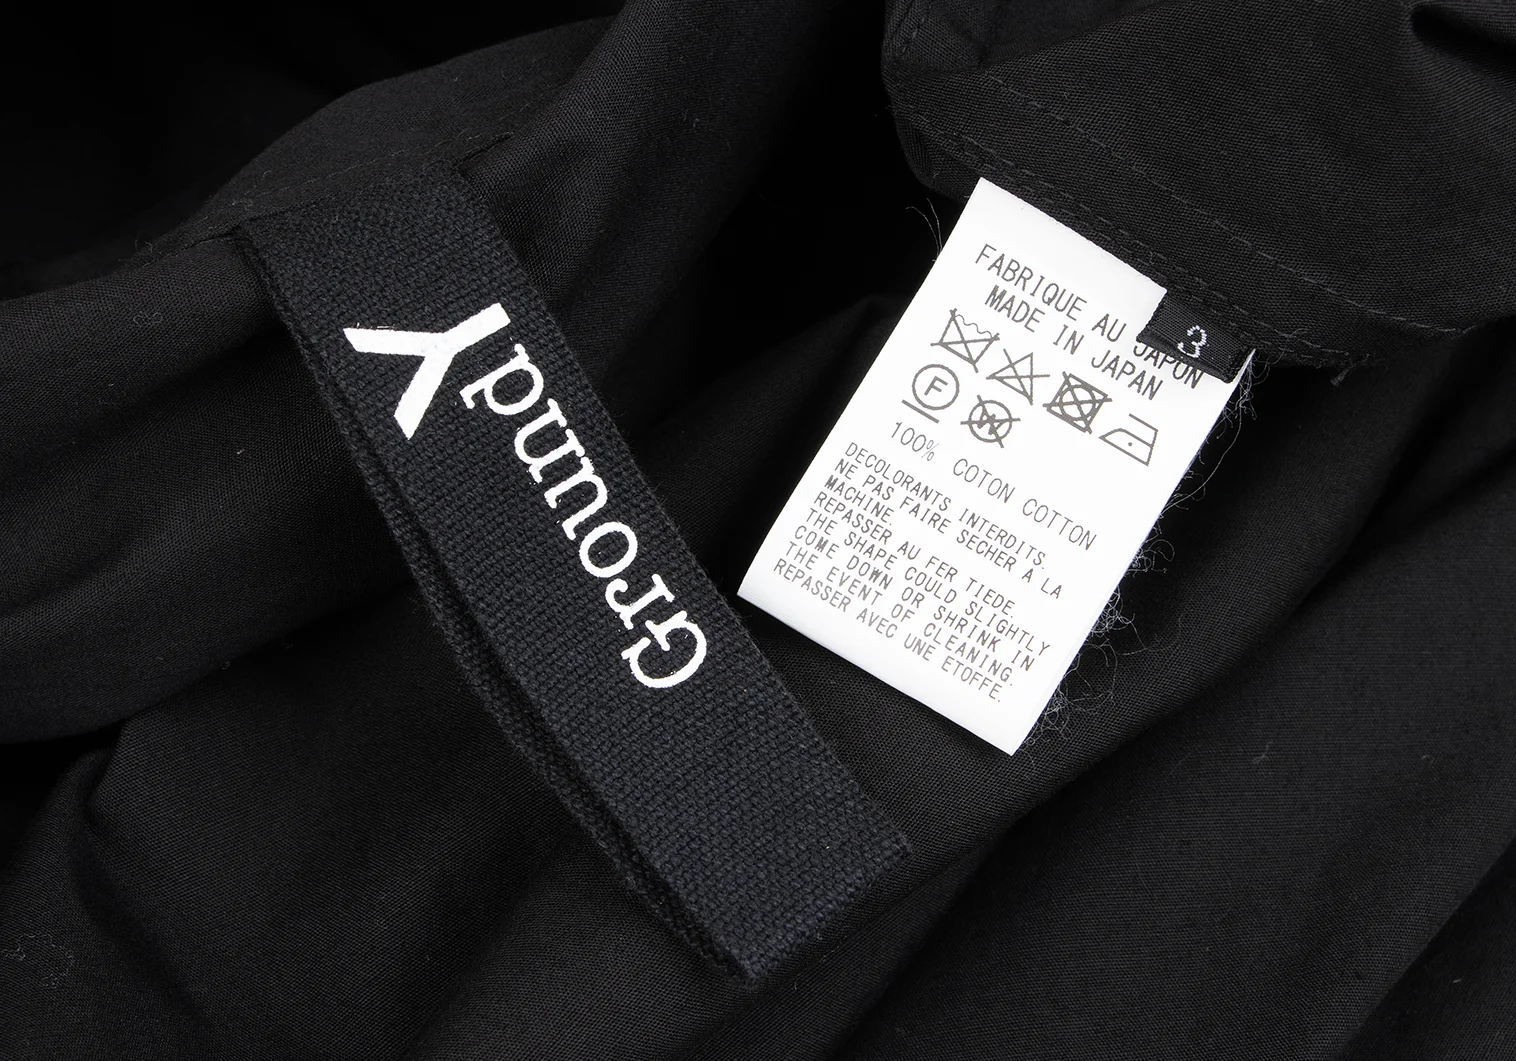 Ground Y
3
FABRIQUE AU JAPON
MADE IN JAPAN
F
W
100% COTON COTTON
DECOLORANTS INTERDITS.
NE PAS FAIRE SECHER A LA
MACHINE.
REPASSER AU FER TIEDE.
THE SHAPE COULD SLIGHTLY
COME DOWN OR SHRINK IN
THE EVENT OF CLEANING.
REPASSER AVEC UNE ETOFFE.